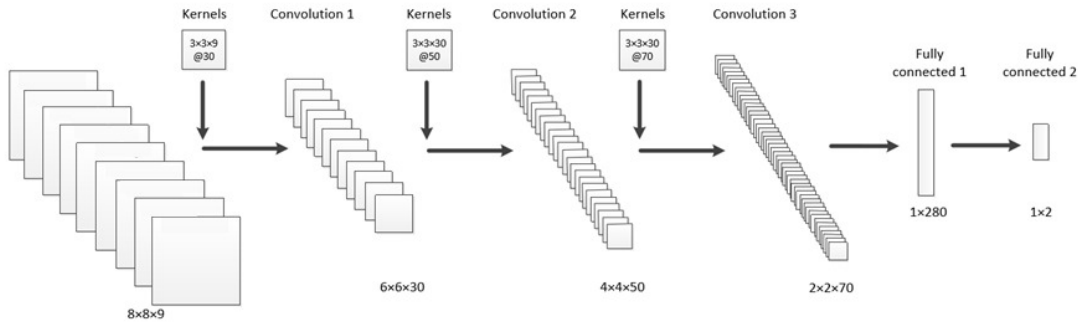 Kernels
Convolution 1
Kernels
Convolution 2
Kernels
Convolution 3
3×3×9
@30
3×3×30
@50
3×3×30
@70
Fully
connected 1
Fully
connected 2
8×8×9
6×6×30
4×4×50
2×2×70
1×280
1×2